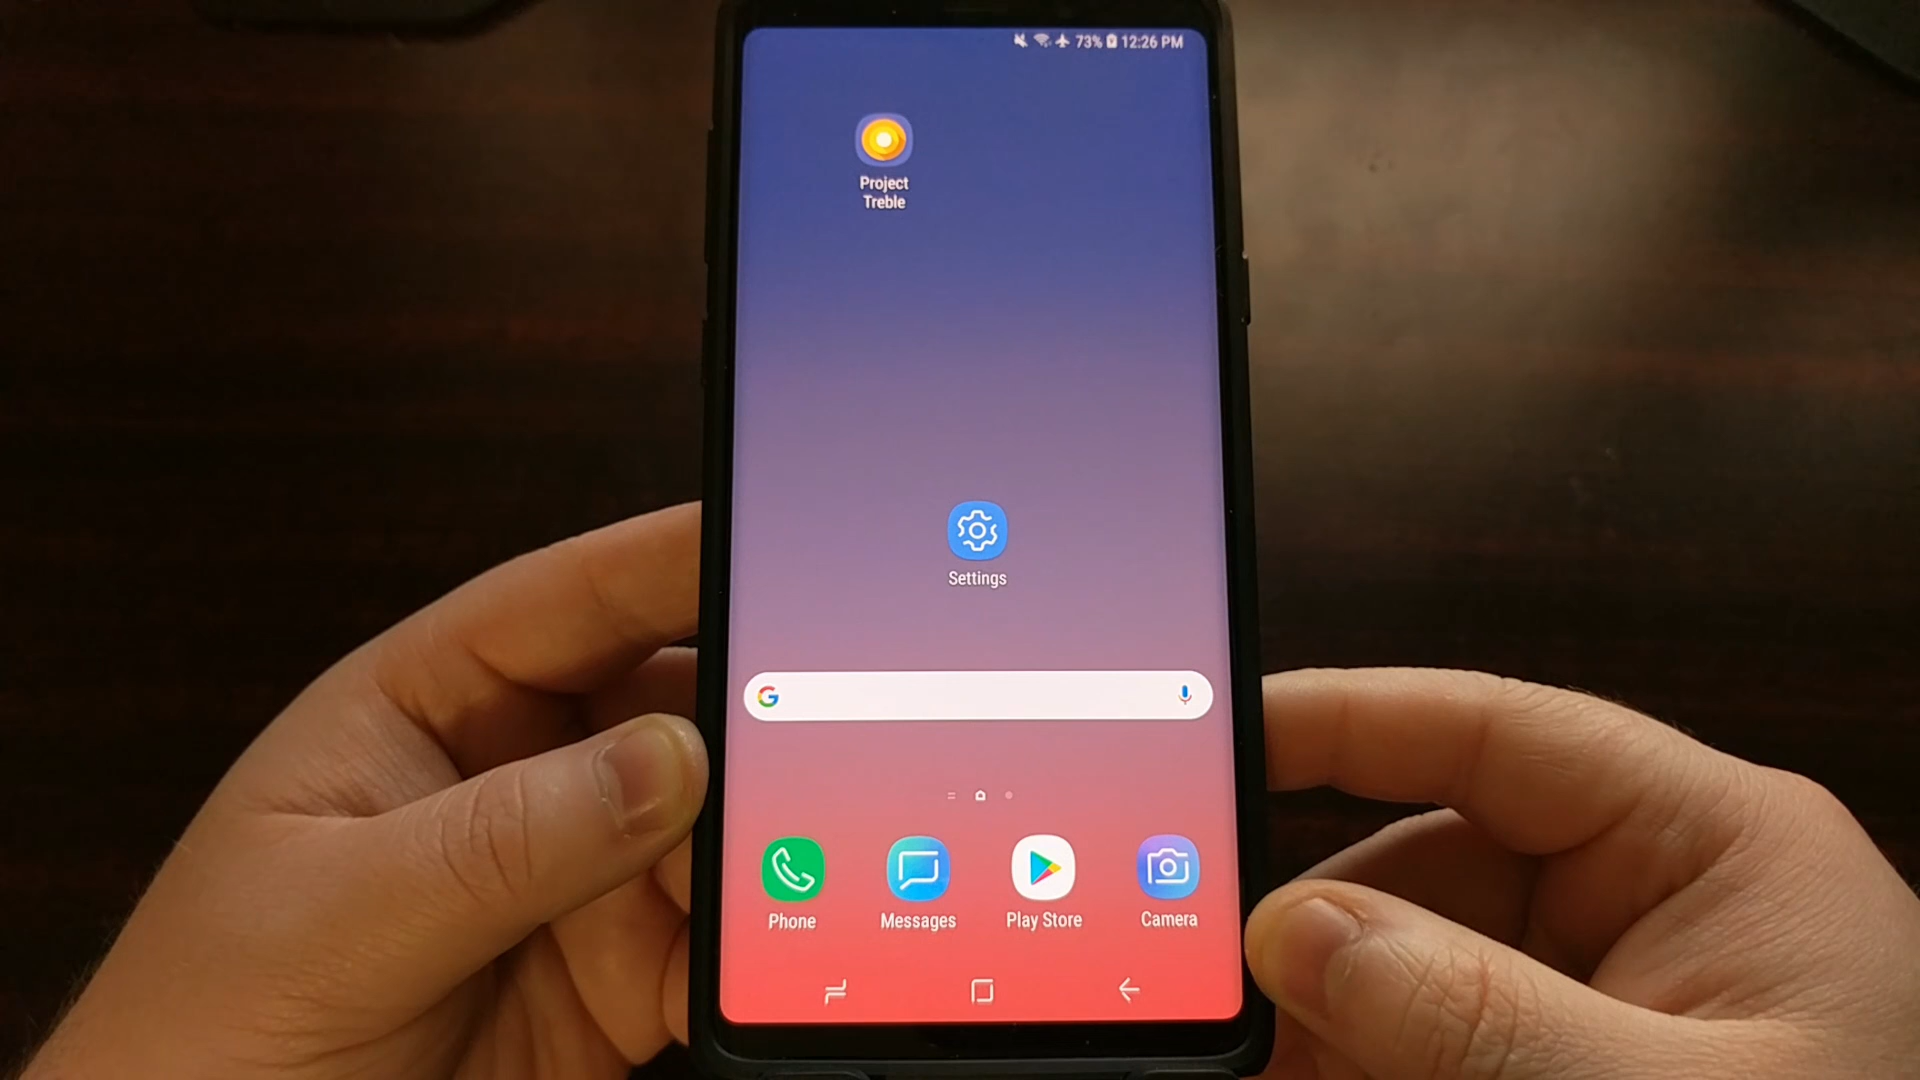 73% 12:26 PM
Project
Treble
Settings
Phone Messages Play Store Camera